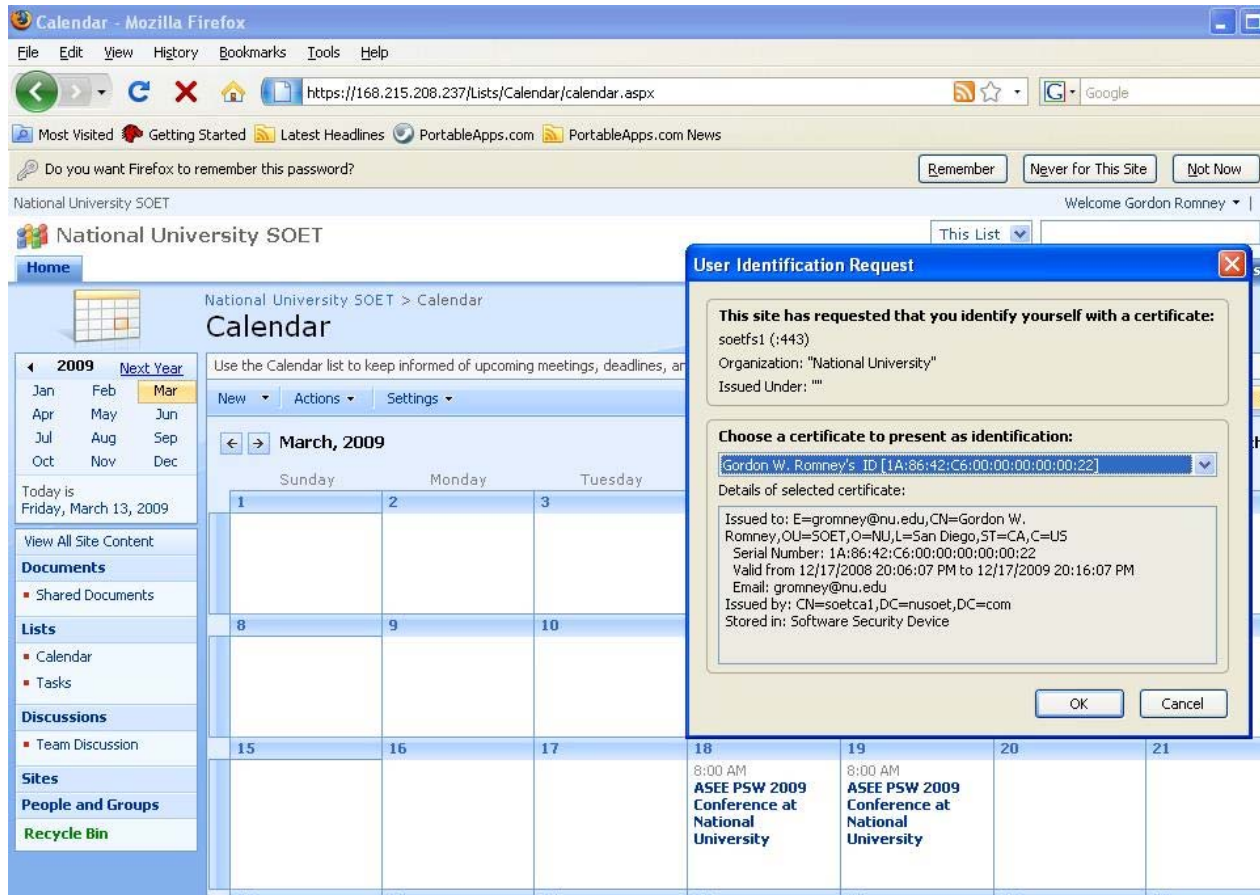 Calendar - Mozilla Firefox
File Edit View History Bookmarks Tools Help
https://168.215.208.237/Lists/Calendar/calendar.aspx
G Google
Most Visited Getting Started Latest Headlines PortableApps.com PortableApps.com News
Do you want Firefox to remember this password?
Remember Never for This Site Not Now
National University SOET
Welcome Gordon Romney
National University SOET
This List
Home
National University SOET > Calendar
Calendar
2009 Next Year
Jan Feb Mar
Apr May Jun
Jul Aug Sep
Oct Nov Dec
Today is
Friday, March 13, 2009
View All Site Content
Documents
Shared Documents
Lists
Calendar
Tasks
Discussions
Team Discussion
Sites
People and Groups
Recycle Bin
Use the Calendar list to keep informed of upcoming meetings, deadlines,
New Actions Settings
March, 2009
Sunday Monday Tuesday
1 2 3
8 9 10
15 16 17 18 19 20 21
8:00 AM
ASEE PSW 2009
Conference at
National
University
8:00 AM
ASEE PSW 2009
Conference at
National
University
User Identification Request
This site has requested that you identify yourself with a certificate:
soetfs1 (:443)
Organization: "National University"
Issued Under: ""
Choose a certificate to present as identification:
Gordon W. Romney's ID [1A:86:42:C6:00:00:00:00:00:22]
Details of selected certificate:
Issued to: E=gromney@nu.edu,CN=Gordon W.
Romney,OU=SOET,O=NU,L=San Diego,ST=CA,C=US
Serial Number: 1A:86:42:C6:00:00:00:00:00:22
Valid from 12/17/2008 20:06:07 PM to 12/17/2009 20:16:07 PM
Email: gromney@nu.edu
Issued by: CN=soetca1,DC=nusoet,DC=com
Stored in: Software Security Device
OK Cancel